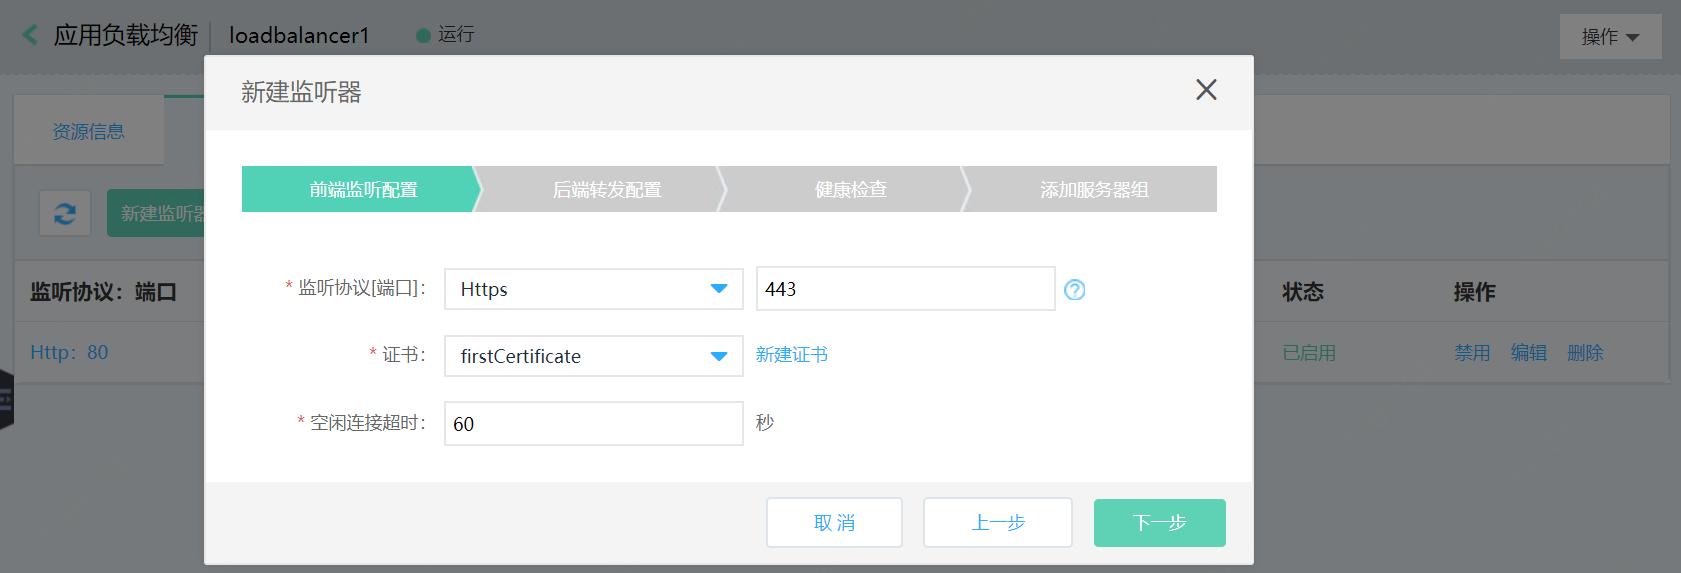 应用负载均衡 loadbalancer1 运行 操作
新建监听器
资源信息
前端监听配置 后端转发配置 健康检查 添加服务器组
新建监听器
* 监听协议[端口]： Https 443
监听协议：端口 状态 操作
* 证书： firstCertificate 新建证书
Http：80 已启用 禁用 编辑 删除
* 空闲连接超时： 60 秒
取 消 上一步 下一步